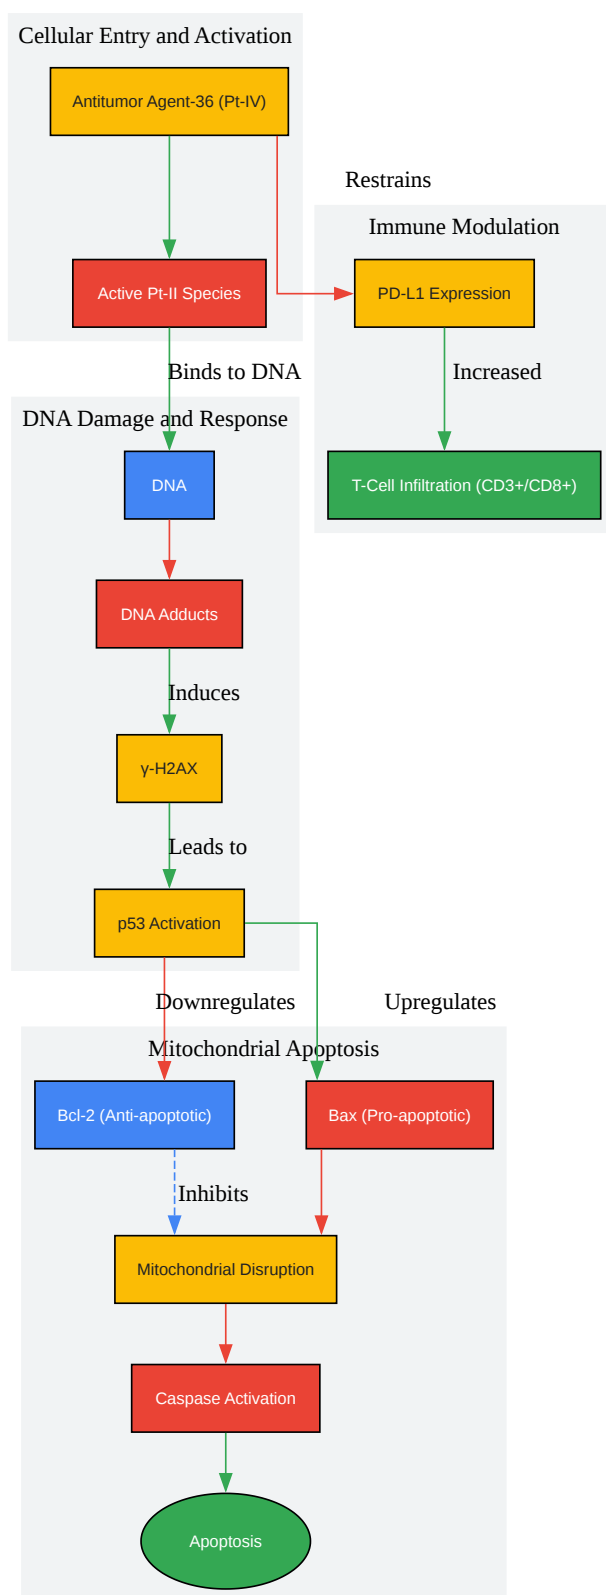 Cellular Entry and Activation
Antitumor Agent-36 (Pt-IV)
Restrains
Immune Modulation
Active Pt-II Species
PD-L1 Expression
Binds to DNA
Increased
DNA Damage and Response
DNA
T-Cell Infiltration (CD3+/CD8+)
DNA Adducts
Induces
γ-H2AX
Leads to
p53 Activation
Downregulates
Upregulates
Mitochondrial Apoptosis
Bcl-2 (Anti-apoptotic)
Bax (Pro-apoptotic)
Inhibits
Mitochondrial Disruption
Caspase Activation
Apoptosis